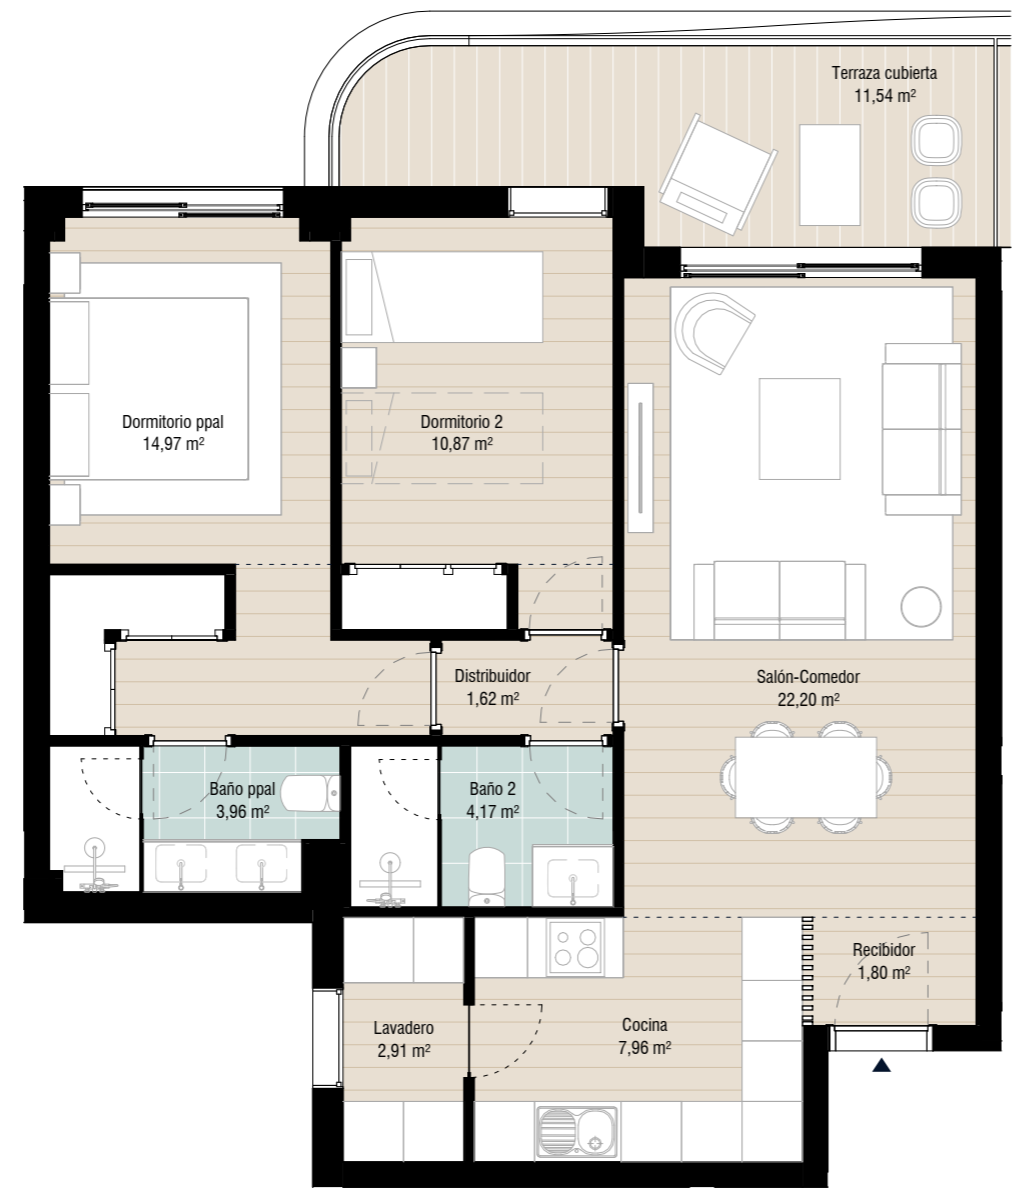 Terraza cubierta
11,54 m²
Dormitorio ppal
14,97 m²
Dormitorio 2
10,87 m²
Distribuidor
1,62 m²
Salón-Comedor
22,20 m²
Baño ppal
3,96 m²
Baño 2
4,17 m²
Recibidor
1,80 m²
Lavadero
2,91 m²
Cocina
7,96 m²